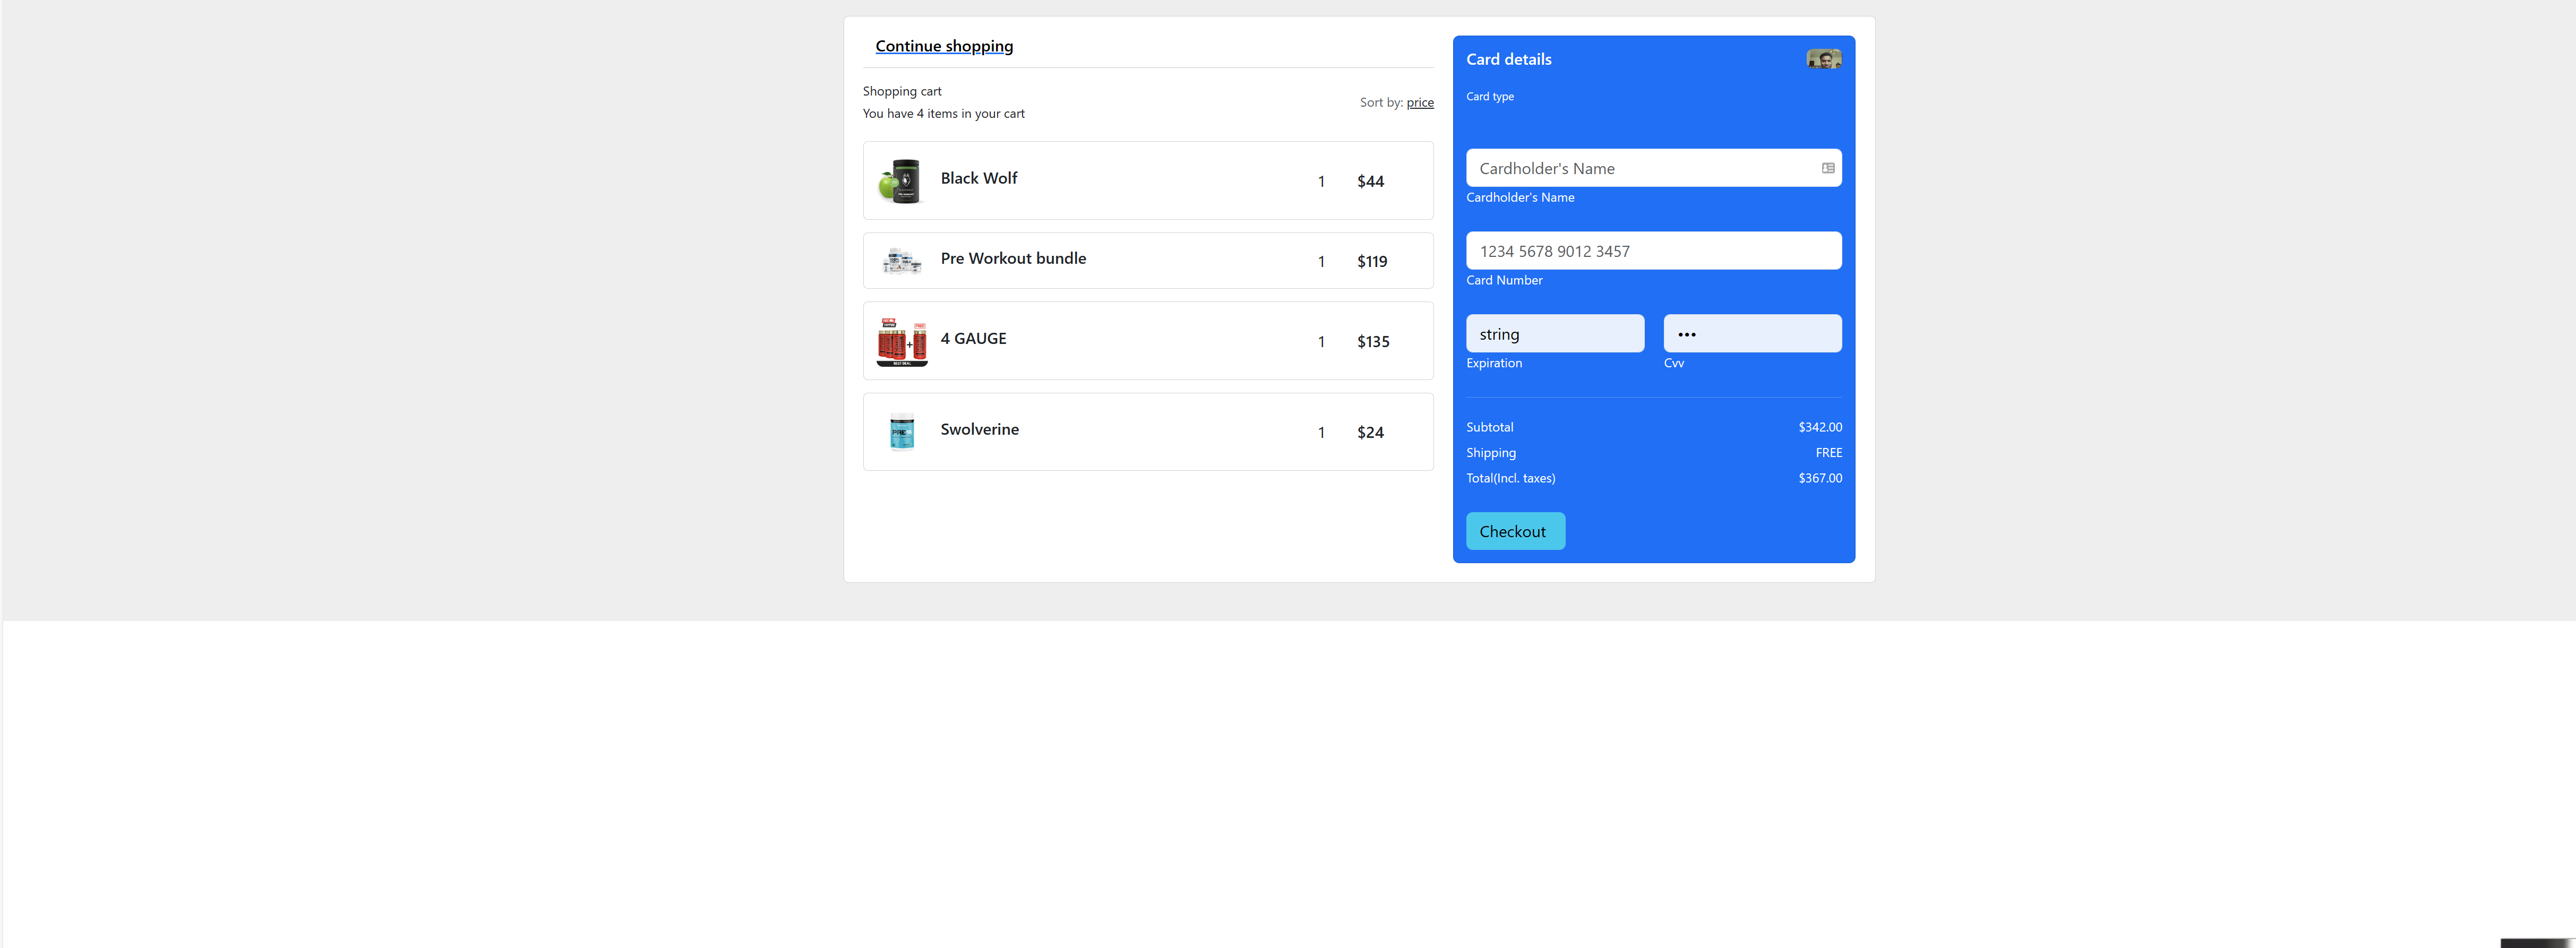 Continue shopping
Shopping cart
You have 4 items in your cart
Sort by: price
Black Wolf
1
$44
Pre Workout bundle
1
$119
4 GAUGE
1
$135
BEST DEAL
Swolverine
1
$24
Card details
Card type
Cardholder's Name
Cardholder's Name
1234 5678 9012 3457
Card Number
string
•••
Expiration
Cvv
Subtotal
$342.00
Shipping
FREE
Total(Incl. taxes)
$367.00
Checkout